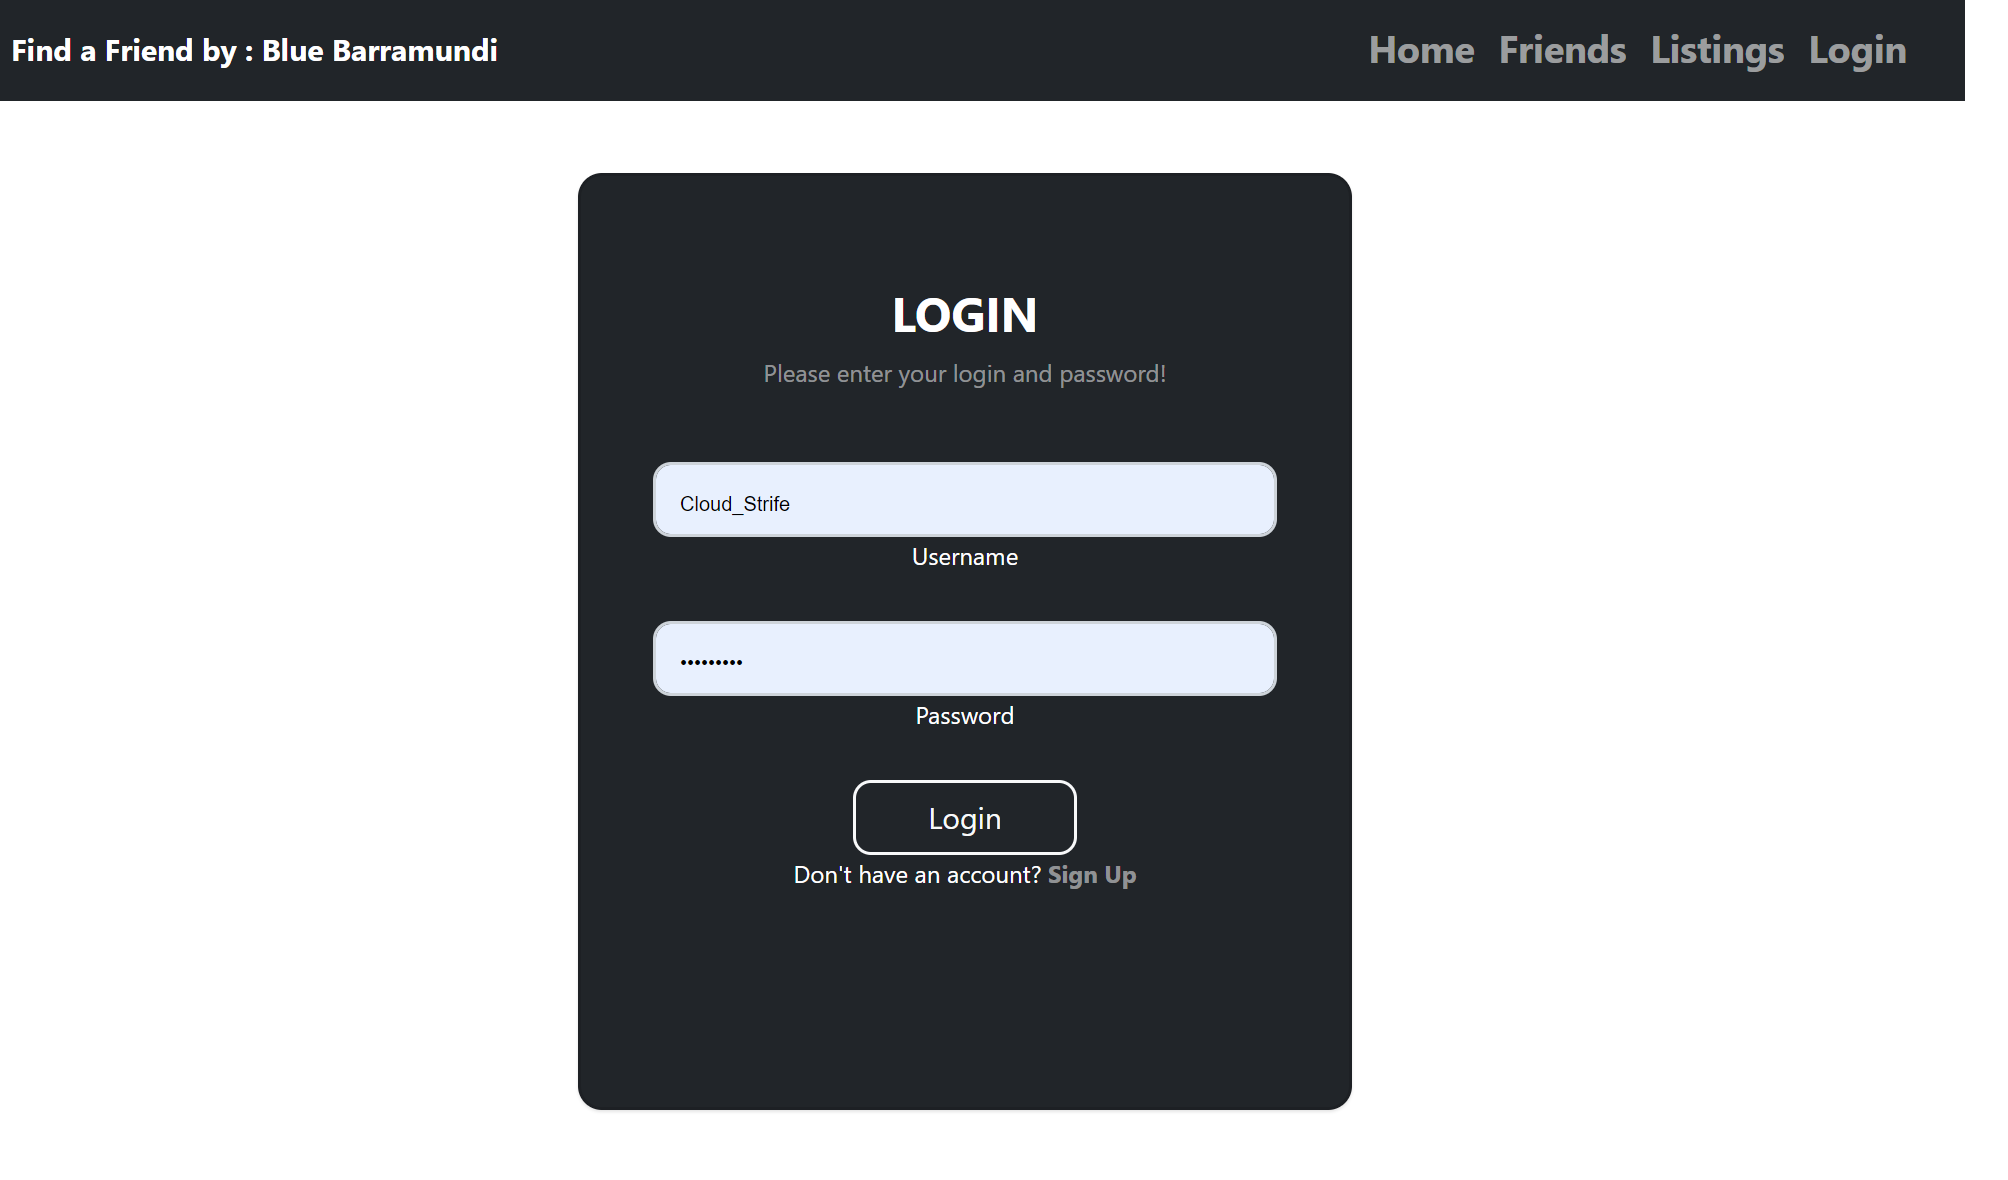 Find a Friend by : Blue Barramundi
Home Friends Listings Login
LOGIN
Please enter your login and password!
Cloud_Strife
Username
•••••••••
Password
Login
Don't have an account? Sign Up